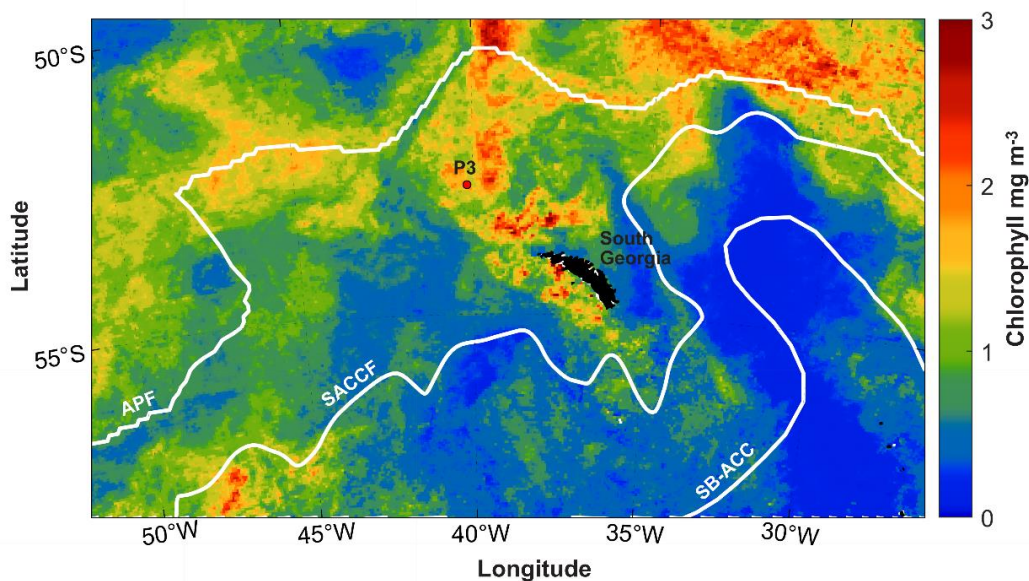 50°S
55°S
Latitude
P3
South
Georgia
APF
SACCF
SB-ACC
50°W
45°W
40°W
35°W
30°W
Longitude
3
2
1
0
Chlorophyll mg m⁻³